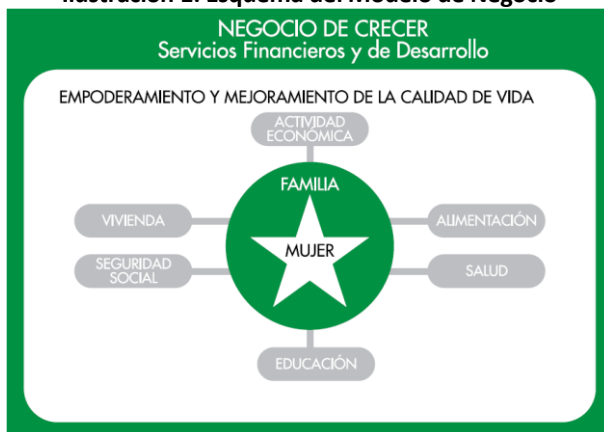 Ilustración 1. Esquema del Modelo de Negocio
NEGOCIO DE CRECER
Servicios Financieros y de Desarrollo
EMPODERAMIENTO Y MEJORAMIENTO DE LA CALIDAD DE VIDA
ACTIVIDAD
ECONÓMICA
FAMILIA
VIVIENDA
ALIMENTACIÓN
MUJER
SEGURIDAD
SOCIAL
SALUD
EDUCACIÓN